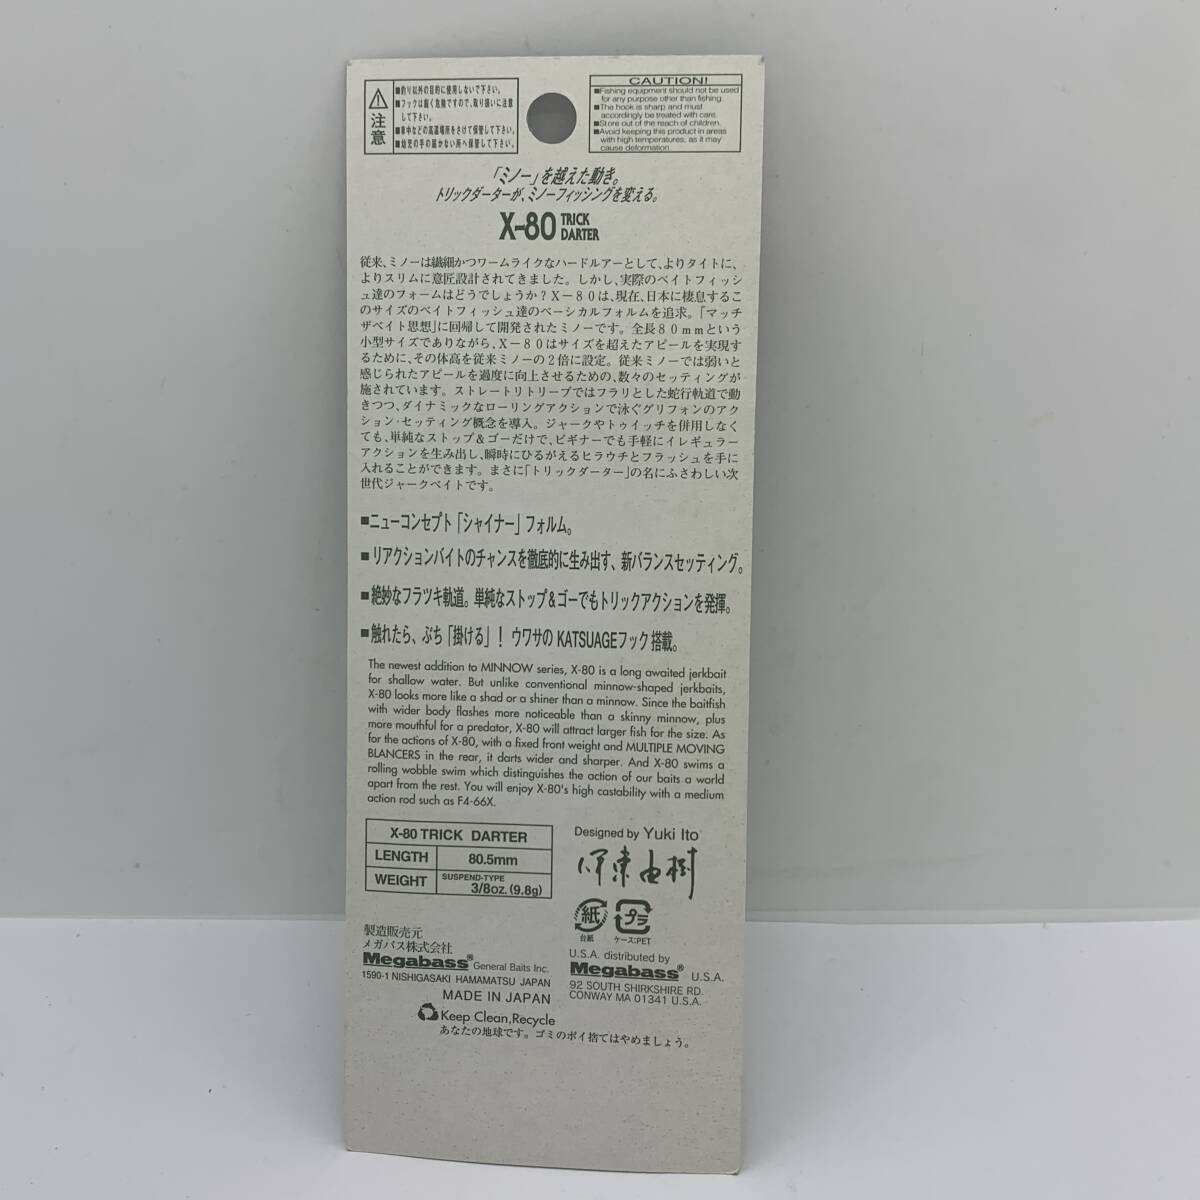 注意
■釣り以外の目的に使用しないで下さい。
■フックは鋭く危険ですので、取り扱いに注意
して下さい。
■車中などの高温場所をさけて保管して下さい。
■幼児の手の届かない所へ保管して下さい。
CAUTION!
■Fishing equipment should not be used
for any purpose other than fishing.
■The hook is sharp and must
accordingly be treated with care.
■Store out of the reach of children.
■Avoid keeping this product in areas
with high temperatures, as it may
cause deformation.
「ミノー」を越えた動き。
トリックダーターが、ミノーフィッシングを変える。
X-80 TRICK DARTER
従来、ミノーは繊細かつワームライクなハードルアーとして、よりタイトに、
よりスリムに意匠設計されてきました。しかし、実際のベイトフィッシ
ュ達のフォームはどうでしょうか？X－80は、現在、日本に棲息するこ
のサイズのベイトフィッシュ達のベーシカルフォルムを追求。「マッチ
ザベイト思想」に回帰して開発されたミノーです。全長80mmという
小型サイズでありながら、X－80はサイズを超えたアピールを実現す
るために、その体高を従来ミノーの2倍に設定。従来ミノーでは弱いと
感じられたアピールを過度に向上させるための、数々のセッティングが
施されています。ストレートリトリーブではフラリとした蛇行軌道で動
きつつ、ダイナミックなローリングアクションで泳ぐグリフォンのアク
ション・セッティング概念を導入。ジャークやトゥイッチを併用しなく
ても、単純なストップ&ゴーだけで、ビギナーでも手軽にイレギュラー
アクションを生み出し、瞬時にひるがえるヒラウチとフラッシュを手に
入れることができます。まさに「トリックダーター」の名にふさわしい次
世代ジャークベイトです。
■ニューコンセプト「シャイナー」フォルム。
■リアクションバイトのチャンスを徹底的に生み出す、新バランスセッティング。
■絶妙なフラツキ軌道。単純なストップ&ゴーでもトリックアクションを発揮。
■触れたら、ぶち「掛ける」！ ウワサのKATSUAGEフック搭載。
The newest addition to MINNOW series, X-80 is a long awaited jerkbait
for shallow water. But unlike conventional minnow-shaped jerkbaits,
X-80 looks more like a shad or a shiner than a minnow. Since the baitfish
with wider body flashes more noticeable than a skinny minnow, plus
more mouthful for a predator, X-80 will attract larger fish for the size. As
for the actions of X-80, with a fixed front weight and MULTIPLE MOVING
BLANCERS in the rear, it darts wider and sharper. And X-80 swims a
rolling wobble swim which distinguishes the action of our baits a world
apart from the rest. You will enjoy X-80's high castability with a medium
action rod such as F4-66X.
X-80 TRICK DARTER
LENGTH 80.5mm
WEIGHT SUSPEND-TYPE 3/8oz. (9.8g)
Designed by Yuki Ito
伊東由樹
紙
台紙
プラ
ケース:PET
製造販売元
メガバス株式会社
Megabass® General Baits Inc.
1590-1 NISHIGASAKI HAMAMATSU JAPAN
MADE IN JAPAN
U.S.A. distributed by
Megabass® U.S.A.
92 SOUTH SHIRKSHIRE RD.
CONWAY MA 01341 U.S.A.
Keep Clean,Recycle
あなたの地球です。ゴミのポイ捨てはやめましょう。